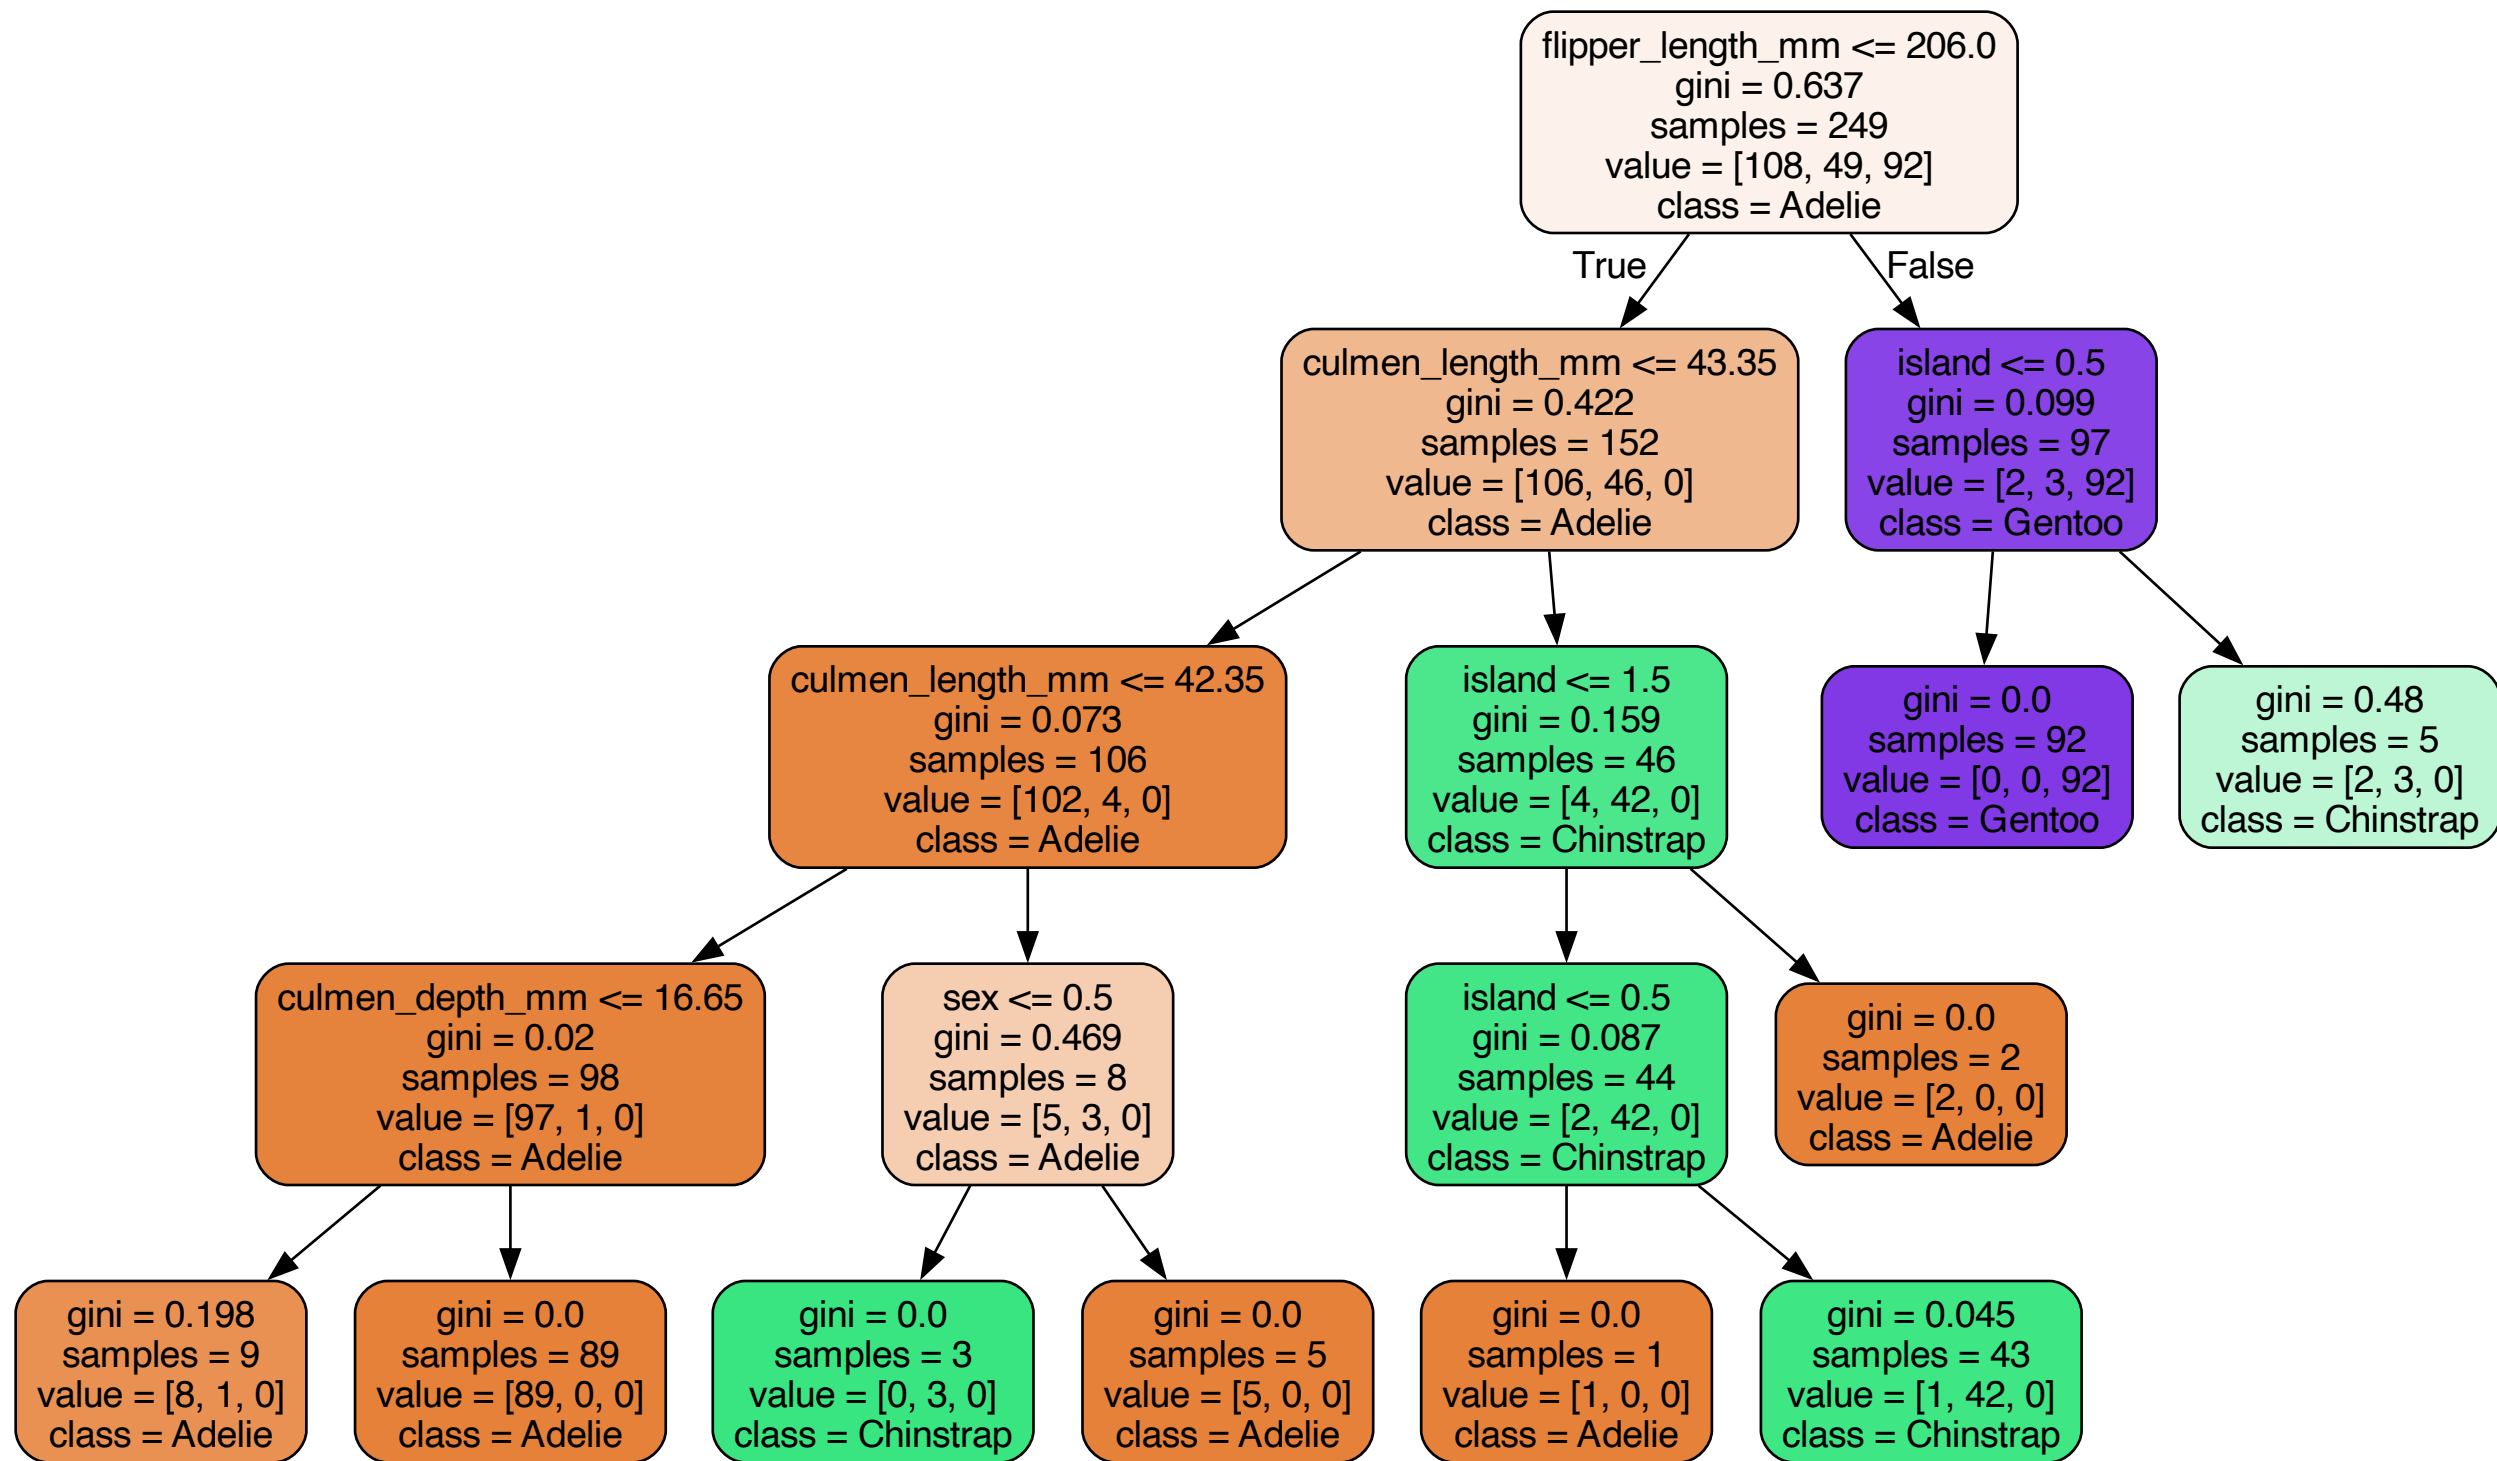 flipper_length_mm <= 206.0
gini = 0.637
samples = 249
value = [108, 49, 92]
class = Adelie
True
False
culmen_length_mm <= 43.35
gini = 0.422
samples = 152
value = [106, 46, 0]
class = Adelie
island <= 0.5
gini = 0.099
samples = 97
value = [2, 3, 92]
class = Gentoo
culmen_length_mm <= 42.35
gini = 0.073
samples = 106
value = [102, 4, 0]
class = Adelie
island <= 1.5
gini = 0.159
samples = 46
value = [4, 42, 0]
class = Chinstrap
gini = 0.0
samples = 92
value = [0, 0, 92]
class = Gentoo
gini = 0.48
samples = 5
value = [2, 3, 0]
class = Chinstrap
culmen_depth_mm <= 16.65
gini = 0.02
samples = 98
value = [97, 1, 0]
class = Adelie
sex <= 0.5
gini = 0.469
samples = 8
value = [5, 3, 0]
class = Adelie
island <= 0.5
gini = 0.087
samples = 44
value = [2, 42, 0]
class = Chinstrap
gini = 0.0
samples = 2
value = [2, 0, 0]
class = Adelie
gini = 0.198
samples = 9
value = [8, 1, 0]
class = Adelie
gini = 0.0
samples = 89
value = [89, 0, 0]
class = Adelie
gini = 0.0
samples = 3
value = [0, 3, 0]
class = Chinstrap
gini = 0.0
samples = 5
value = [5, 0, 0]
class = Adelie
gini = 0.0
samples = 1
value = [1, 0, 0]
class = Adelie
gini = 0.045
samples = 43
value = [1, 42, 0]
class = Chinstrap